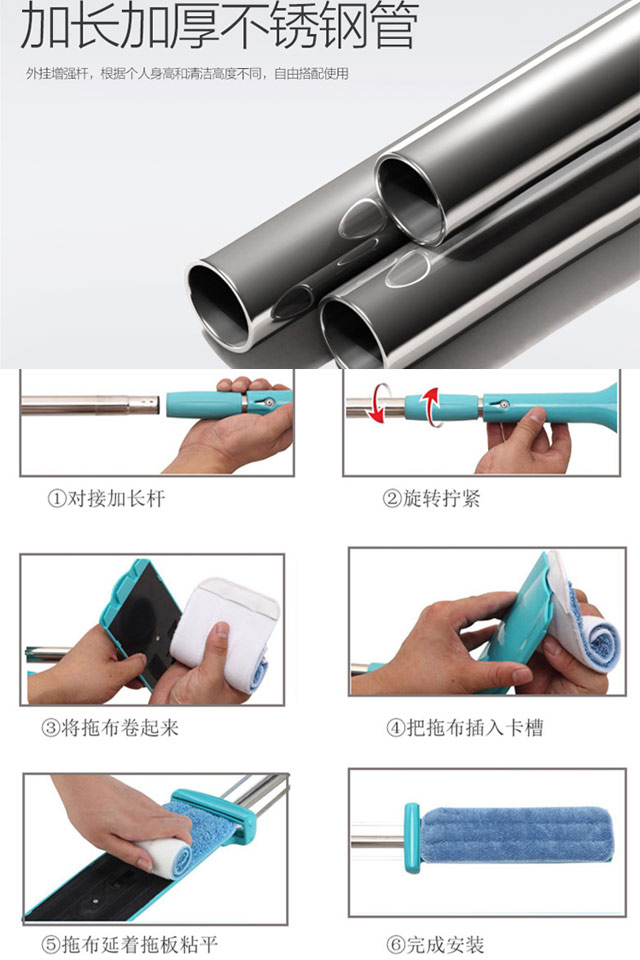 加长加厚不锈钢管
外挂增强杆，根据个人身高和清洁高度不同，自由搭配使用
①对接加长杆
②旋转拧紧
③将拖布卷起来
④把拖布插入卡槽
⑤拖布延着拖板粘平
⑥完成安装